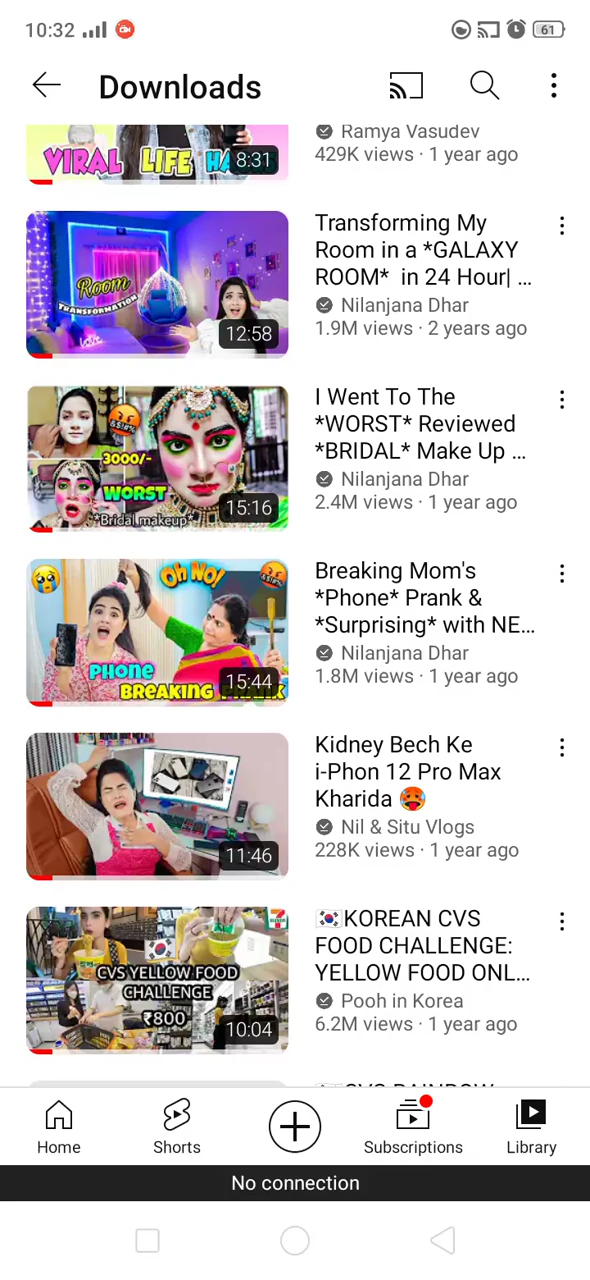 10:32
61
Downloads
VIRAL LIFE
8:31
Ramya Vasudev
429K views · 1 year ago
Room
TRANSFORMATION
love
12:58
Transforming My
Room in a *GALAXY
ROOM* in 24 Hour| ...
Nilanjana Dhar
1.9M views · 2 years ago
&$!#%
3000/-
WORST
*Bridal makeup*
15:16
I Went To The
*WORST* Reviewed
*BRIDAL* Make Up ...
Nilanjana Dhar
2.4M views · 1 year ago
Oh No!
PHONE
BREAKING PRANK
15:44
Breaking Mom's
*Phone* Prank &
*Surprising* with NE...
Nilanjana Dhar
1.8M views · 1 year ago
11:46
Kidney Bech Ke
i-Phon 12 Pro Max
Kharida 🥵
Nil & Situ Vlogs
228K views · 1 year ago
CVS YELLOW FOOD
CHALLENGE
₹800
10:04
🇰🇷KOREAN CVS
FOOD CHALLENGE:
YELLOW FOOD ONL...
Pooh in Korea
6.2M views · 1 year ago
Home
Shorts
Subscriptions
Library
No connection